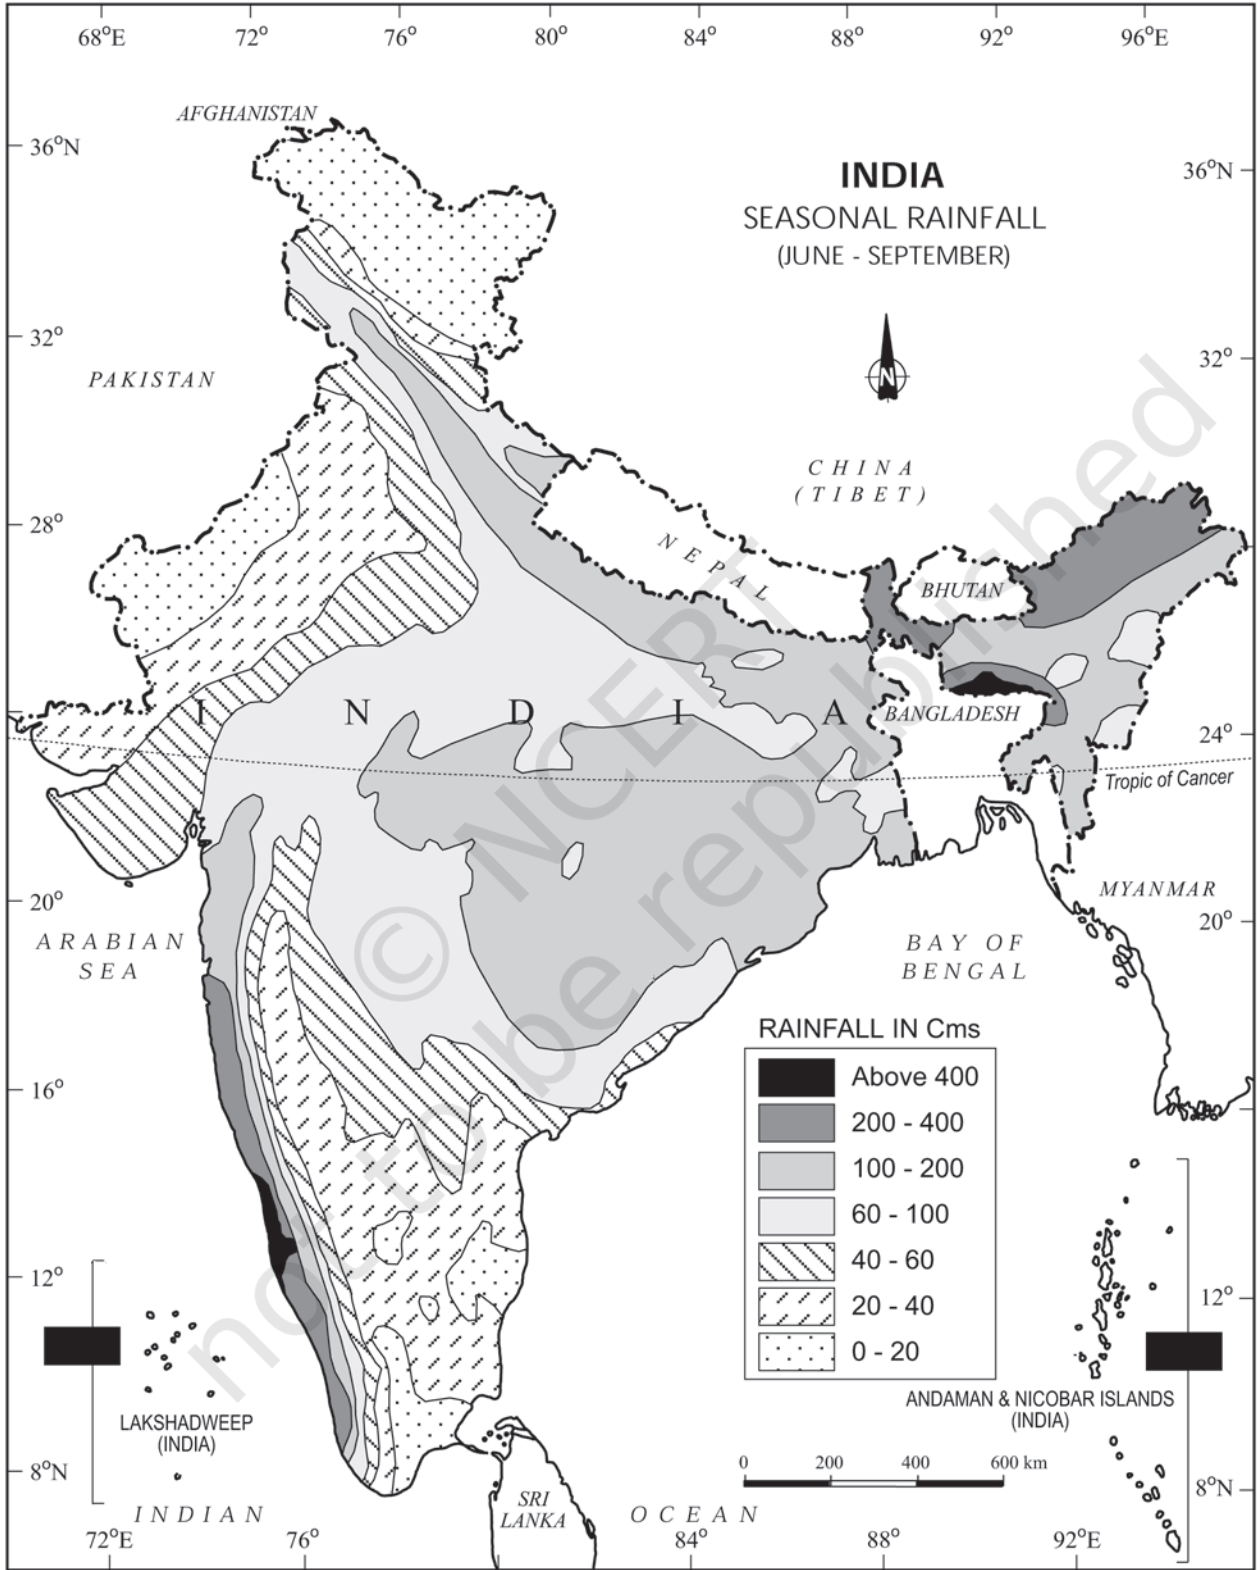 68°E 72° 76° 80° 84° 88° 92° 96°E
AFGHANISTAN
36°N
36°N
INDIA
SEASONAL RAINFALL
(JUNE - SEPTEMBER)
32°
32°
N
PAKISTAN
CHINA
(TIBET)
28°
NEPAL
BHUTAN
I N D I A
BANGLADESH
24°
Tropic of Cancer
20°
20°
MYANMAR
ARABIAN
SEA
BAY OF
BENGAL
© NCERT
not to be republished
RAINFALL IN Cms
Above 400
200 - 400
100 - 200
60 - 100
40 - 60
20 - 40
0 - 20
16°
12°
12°
LAKSHADWEEP
(INDIA)
ANDAMAN & NICOBAR ISLANDS
(INDIA)
0 200 400 600 km
8°N
8°N
SRI
LANKA
INDIAN OCEAN
72°E 76° 84° 88° 92°E